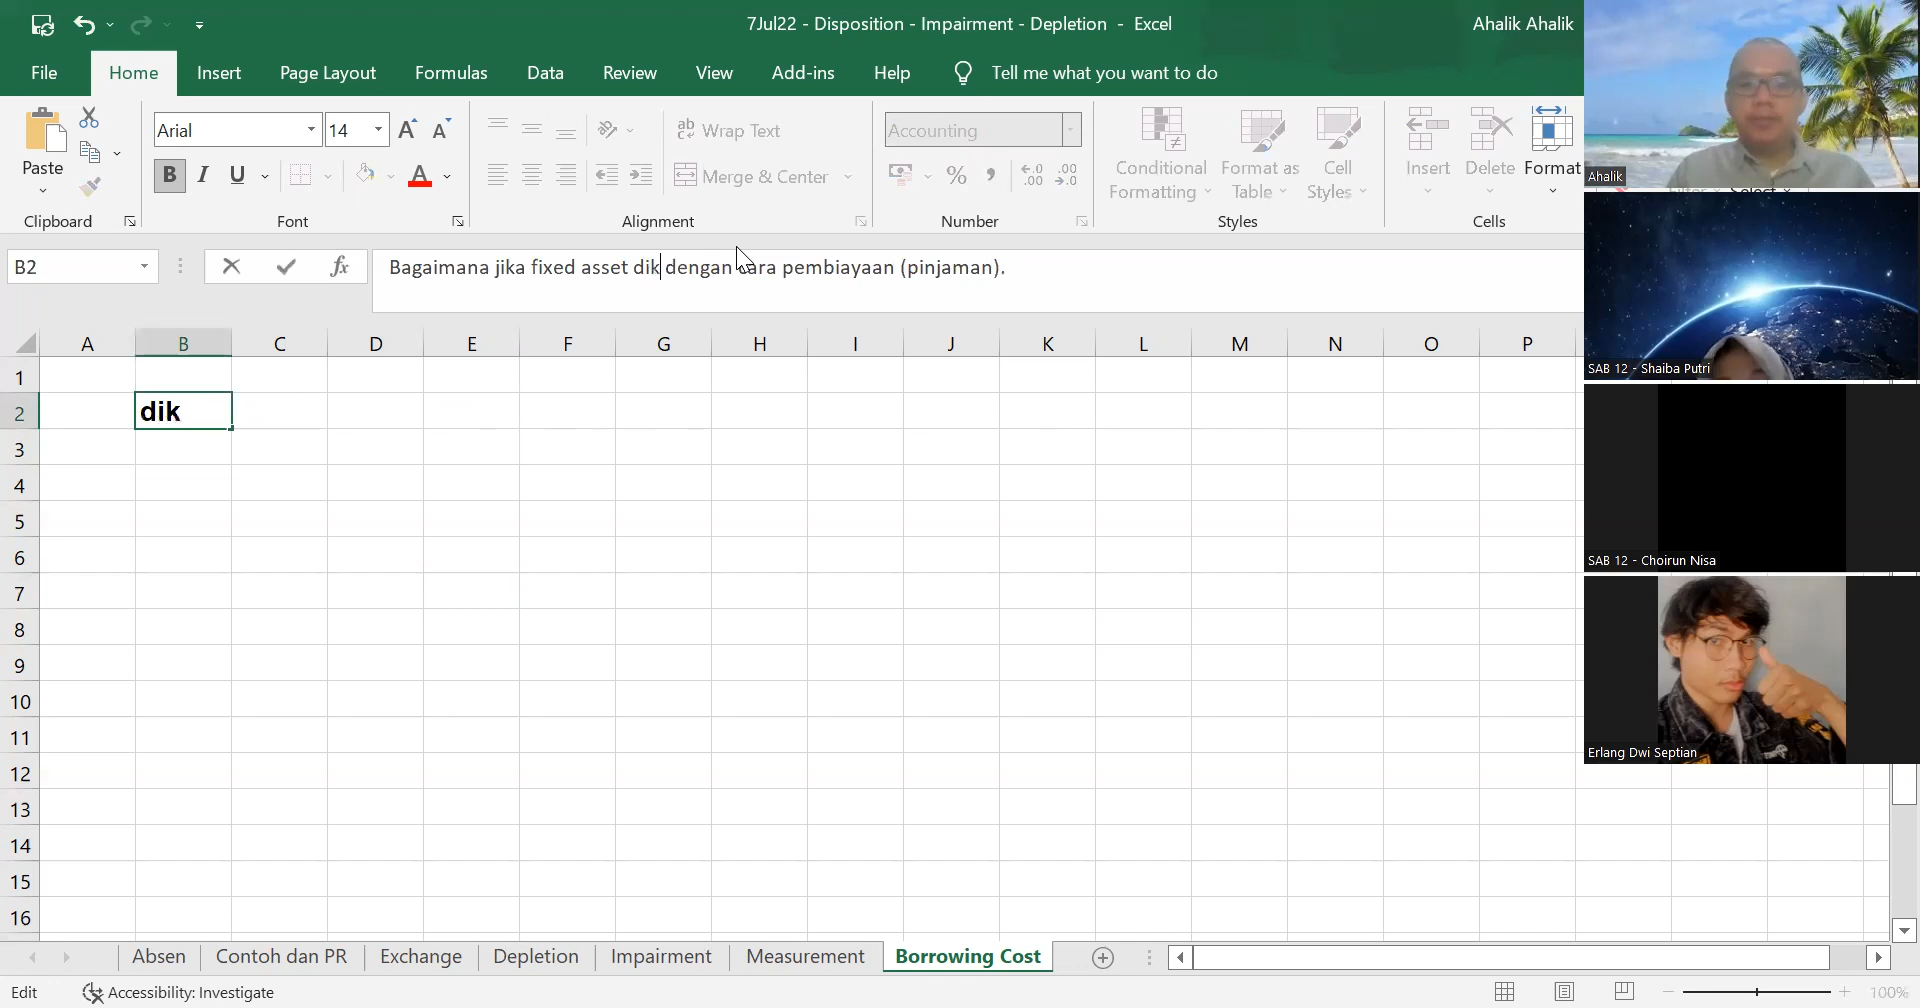 7Jul22 - Disposition - Impairment - Depletion - Excel
Ahalik Ahalik
File Home Insert Page Layout Formulas Data Review View Add-ins Help Tell me what you want to do
Arial 14
Wrap Text
Accounting
Paste
Merge & Center
Conditional Formatting
Format as Table
Cell Styles
Insert Delete Format
Clipboard Font Alignment Number Styles Cells
Ahalik
B2
Bagaimana jika fixed asset dik dengan cara pembiayaan (pinjaman).
A B C D E F G H I J K L M N O P
1
2 dik
3
4
5
6
7
8
9
10
11
12
13
14
15
16
SAB 12 - Shaiba Putri
SAB 12 - Choirun Nisa
Erlang Dwi Septian
Absen Contoh dan PR Exchange Depletion Impairment Measurement Borrowing Cost
Edit Accessibility: Investigate 100%